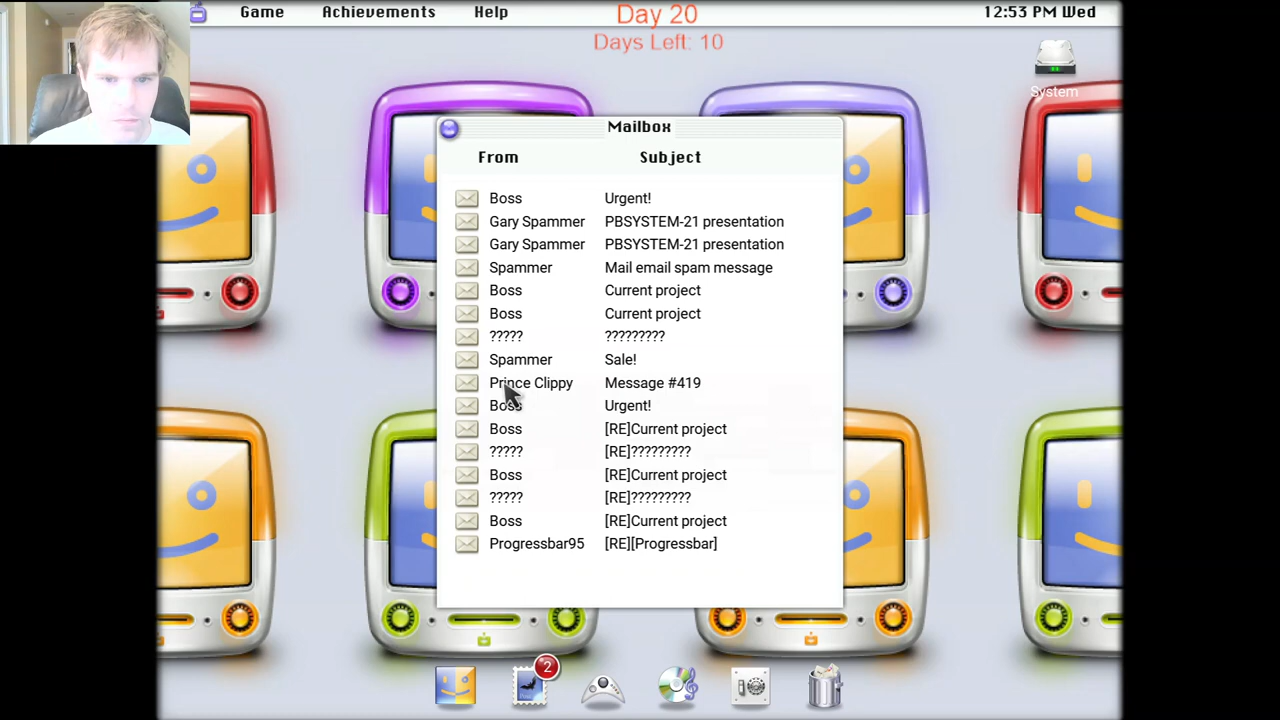 Game Achievements Help Day 20 12:53 PM Wed
Days Left: 10
System
Mailbox
From Subject
Boss Urgent!
Gary Spammer PBSYSTEM-21 presentation
Gary Spammer PBSYSTEM-21 presentation
Spammer Mail email spam message
Boss Current project
Boss Current project
????? ?????????
Spammer Sale!
Prince Clippy Message #419
Boss Urgent!
Boss [RE]Current project
????? [RE]?????????
Boss [RE]Current project
????? [RE]?????????
Boss [RE]Current project
Progressbar95 [RE][Progressbar]
2